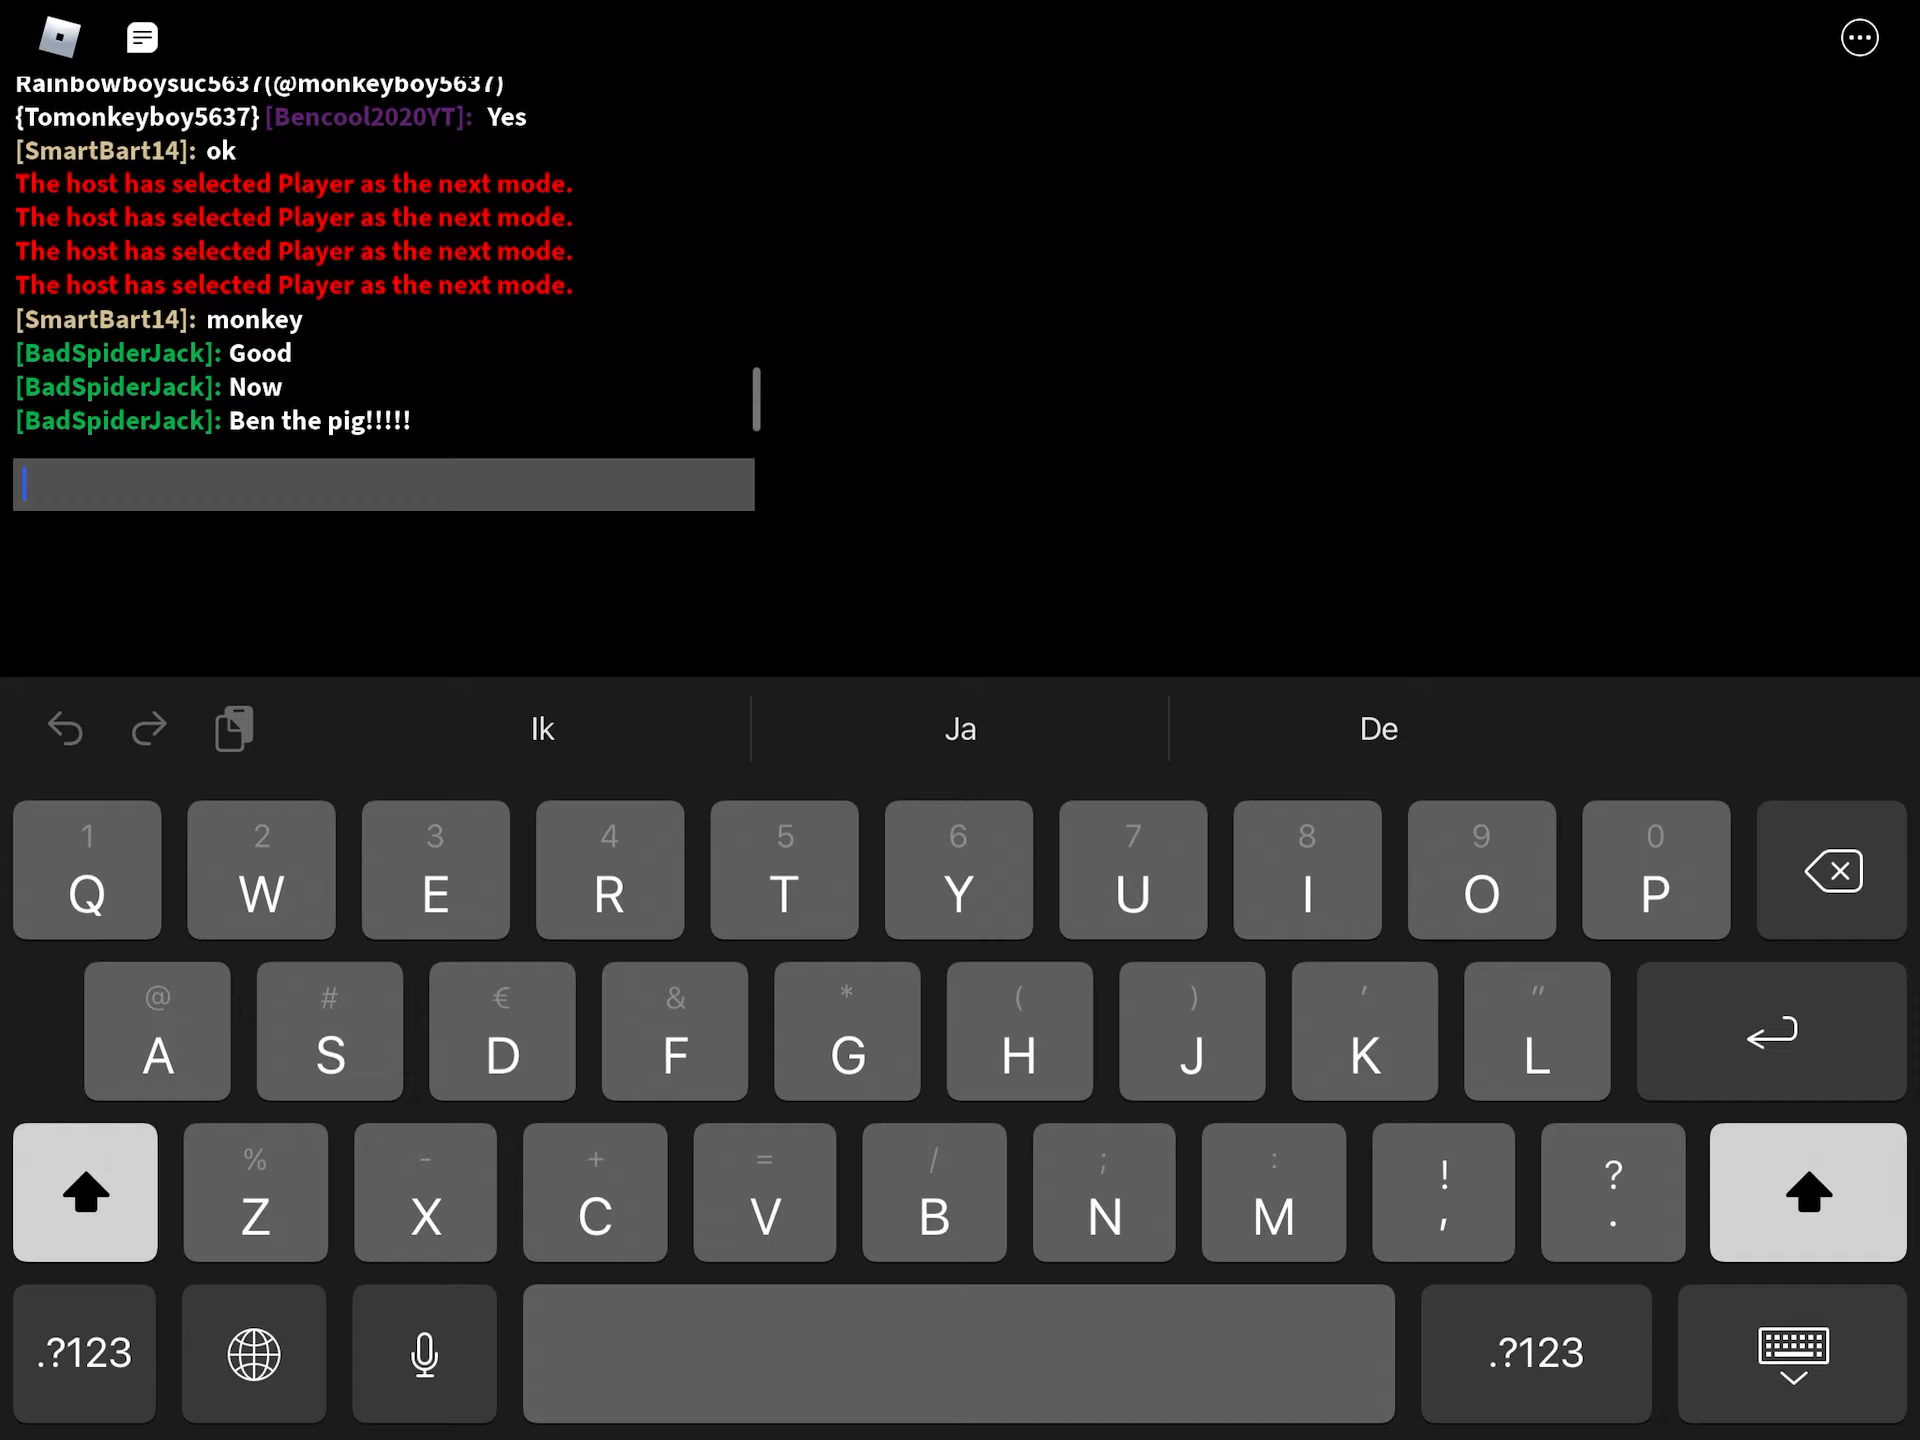 Rainbowboysuc5637(@monkeyboy5637)
{Tomonkeyboy5637} [Bencool2020YT]: Yes
[SmartBart14]: ok
The host has selected Player as the next mode.
The host has selected Player as the next mode.
The host has selected Player as the next mode.
The host has selected Player as the next mode.
[SmartBart14]: monkey
[BadSpiderJack]: Good
[BadSpiderJack]: Now
[BadSpiderJack]: Ben the pig!!!!!
Ik Ja De
1 2 3 4 5 6 7 8 9 0
Q W E R T Y U I O P
@ # € & * ( ) ' "
A S D F G H J K L
% - + = / ; : ! ?
Z X C V B N M , .
.?123 .?123